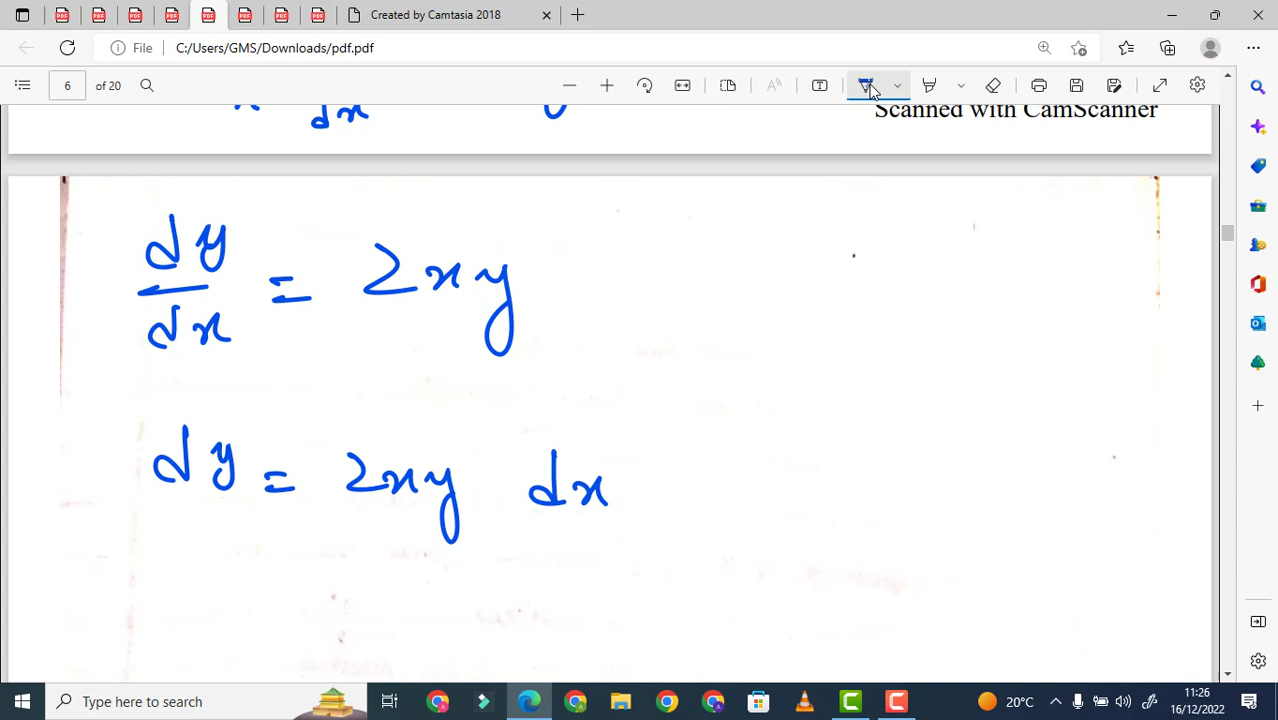 Created by Camtasia 2018
File C:/Users/GMS/Downloads/pdf.pdf
6 of 20
dx
Scanned with CamScanner
dy/dx = 2xy
dy = 2xy dx
Type here to search
20°C
11:26
16/12/2022